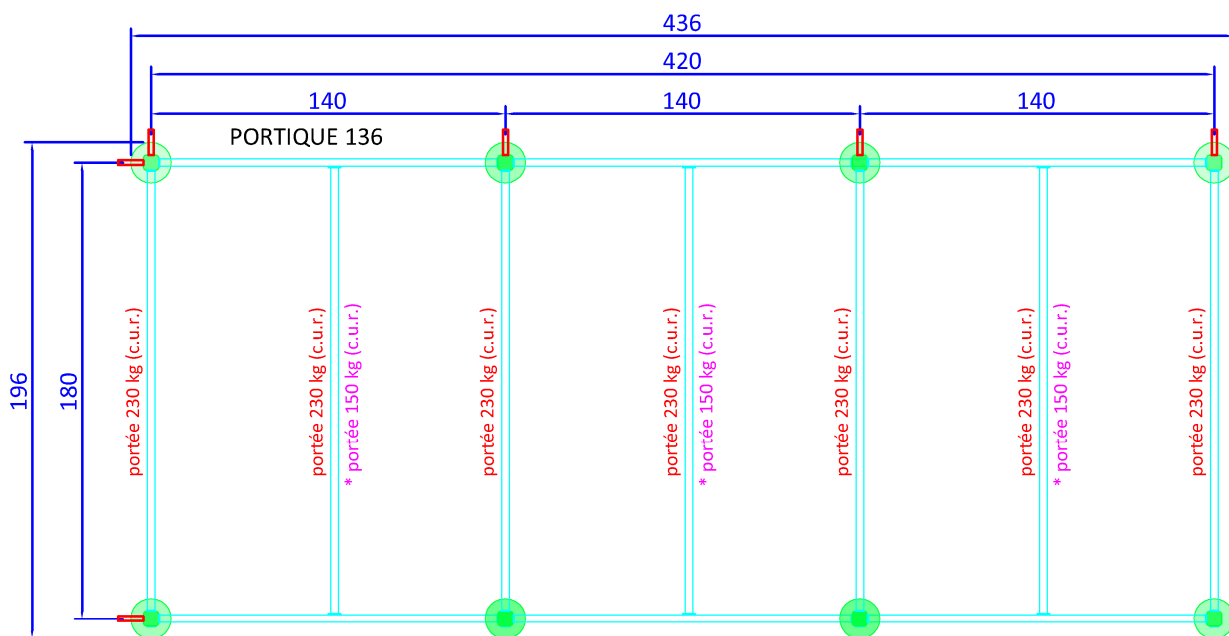 436
420
140
140
140
PORTIQUE 136
196
180
portée 230 kg (c.u.r.)
portée 230 kg (c.u.r.)
* portée 150 kg (c.u.r.)
portée 230 kg (c.u.r.)
portée 230 kg (c.u.r.)
* portée 150 kg (c.u.r.)
portée 230 kg (c.u.r.)
portée 230 kg (c.u.r.)
* portée 150 kg (c.u.r.)
portée 230 kg (c.u.r.)